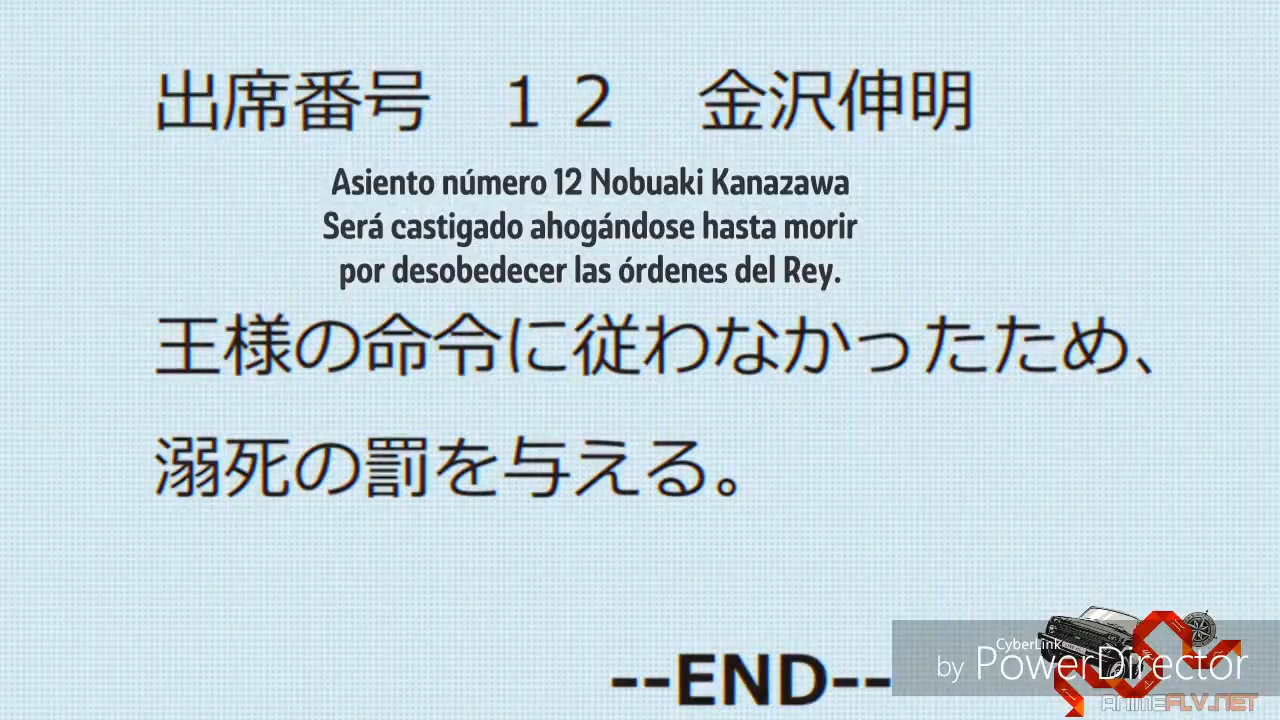 出席番号　１２　金沢伸明
Asiento número 12 Nobuaki Kanazawa
Será castigado ahogándose hasta morir
por desobedecer las órdenes del Rey.
王様の命令に従わなかったため、
溺死の罰を与える。
--END--
CyberLink
by PowerDirector
ANIMEFLV.NET